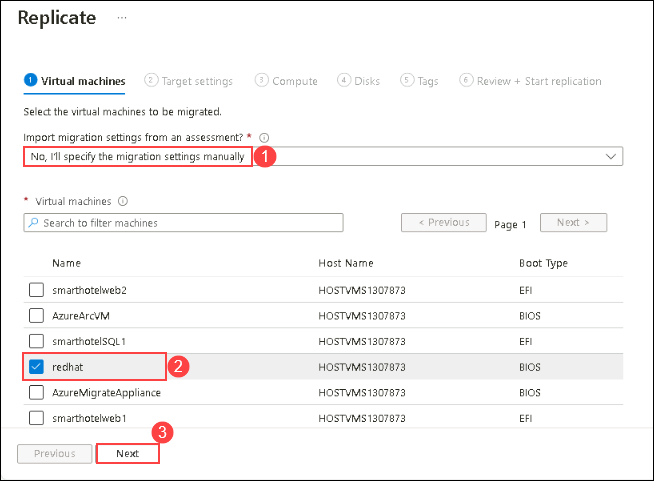 Replicate ...
1 Virtual machines 2 Target settings 3 Compute 4 Disks 5 Tags 6 Review + Start replication
Select the virtual machines to be migrated.
Import migration settings from an assessment? *
No, I'll specify the migration settings manually 1
* Virtual machines
Search to filter machines < Previous Page 1 Next >
Name Host Name Boot Type
smarthotelweb2 HOSTVMS1307873 EFI
AzureArcVM HOSTVMS1307873 BIOS
smarthotelSQL1 HOSTVMS1307873 EFI
redhat 2 HOSTVMS1307873 BIOS
AzureMigrateAppliance HOSTVMS1307873 BIOS
smarthotelweb1 HOSTVMS1307873 EFI
3
Previous Next